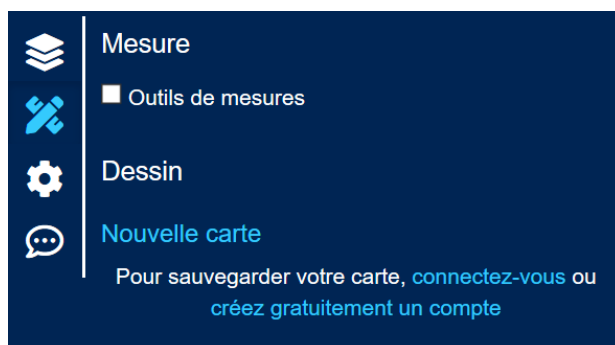 Mesure
Outils de mesures
Dessin
Nouvelle carte
Pour sauvegarder votre carte, connectez-vous ou
créez gratuitement un compte